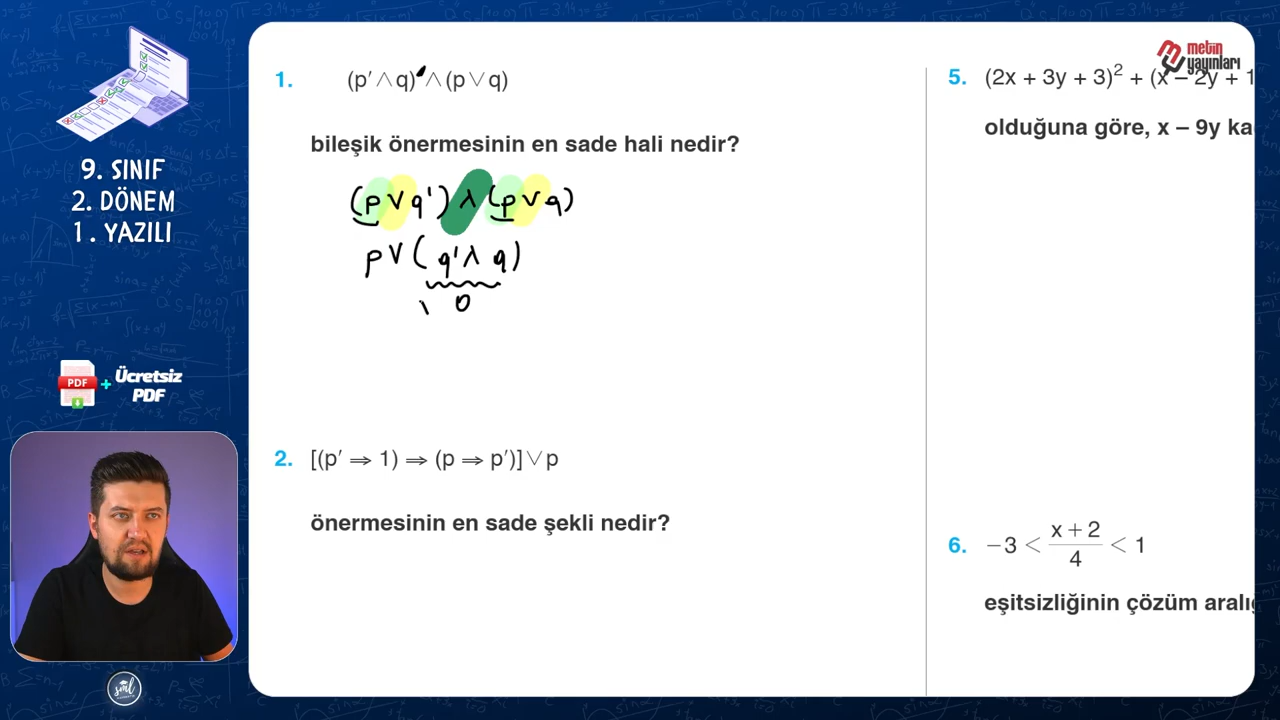 9. SINIF
2. DÖNEM
1. YAZILI
PDF
+ Ücretsiz
PDF
sml
metin
yayınları
1. (p′ ∧ q)′ ∧ (p ∨ q)
bileşik önermesinin en sade hali nedir?
(p ∨ q') ∧ (p ∨ q)
p ∨ (q' ∧ q)
0
2. [(p′ ⇒ 1) ⇒ (p ⇒ p′)] ∨ p
önermesinin en sade şekli nedir?
5. (2x + 3y + 3)² + (x – 2y + 1
olduğuna göre, x – 9y ka
6. −3 < (x + 2)/4 < 1
eşitsizliğinin çözüm aralı